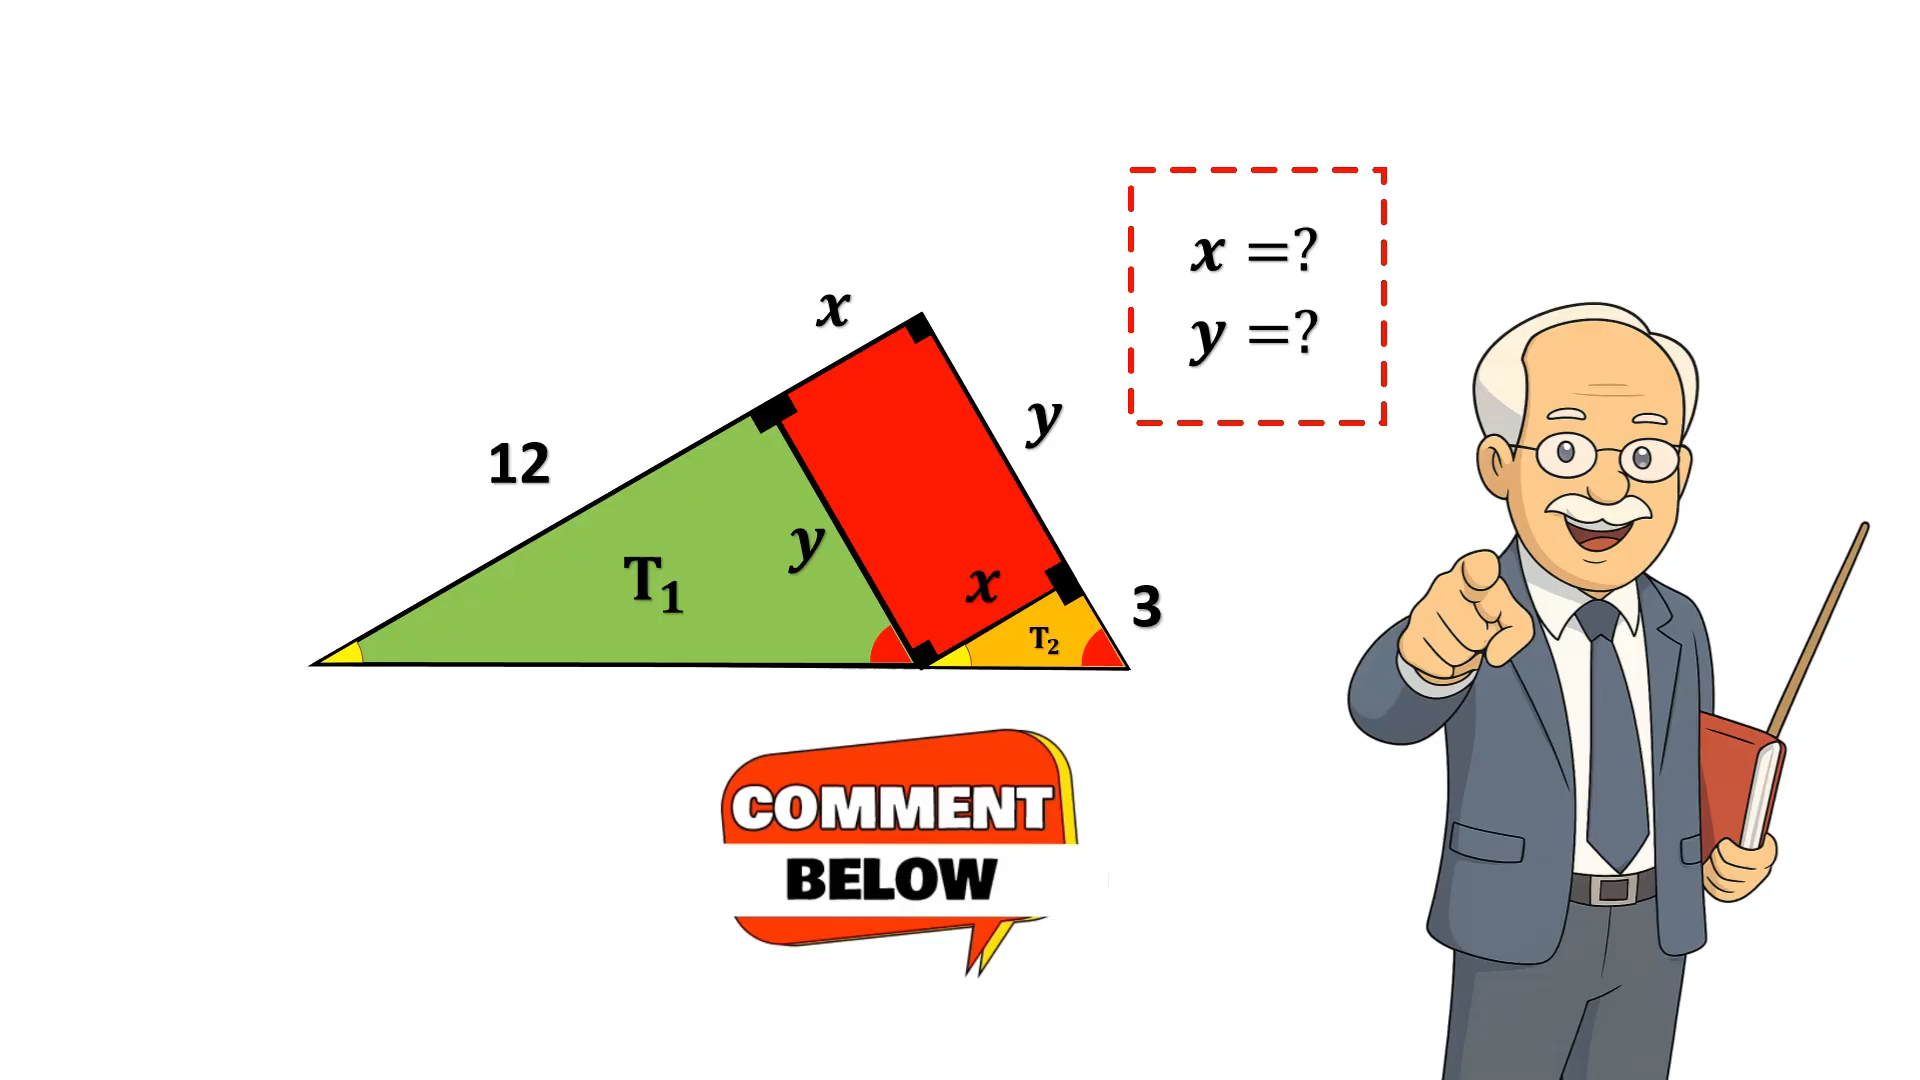 x =?
y =?
x
y
12
y
x
3
T₁
T₂
COMMENT
BELOW